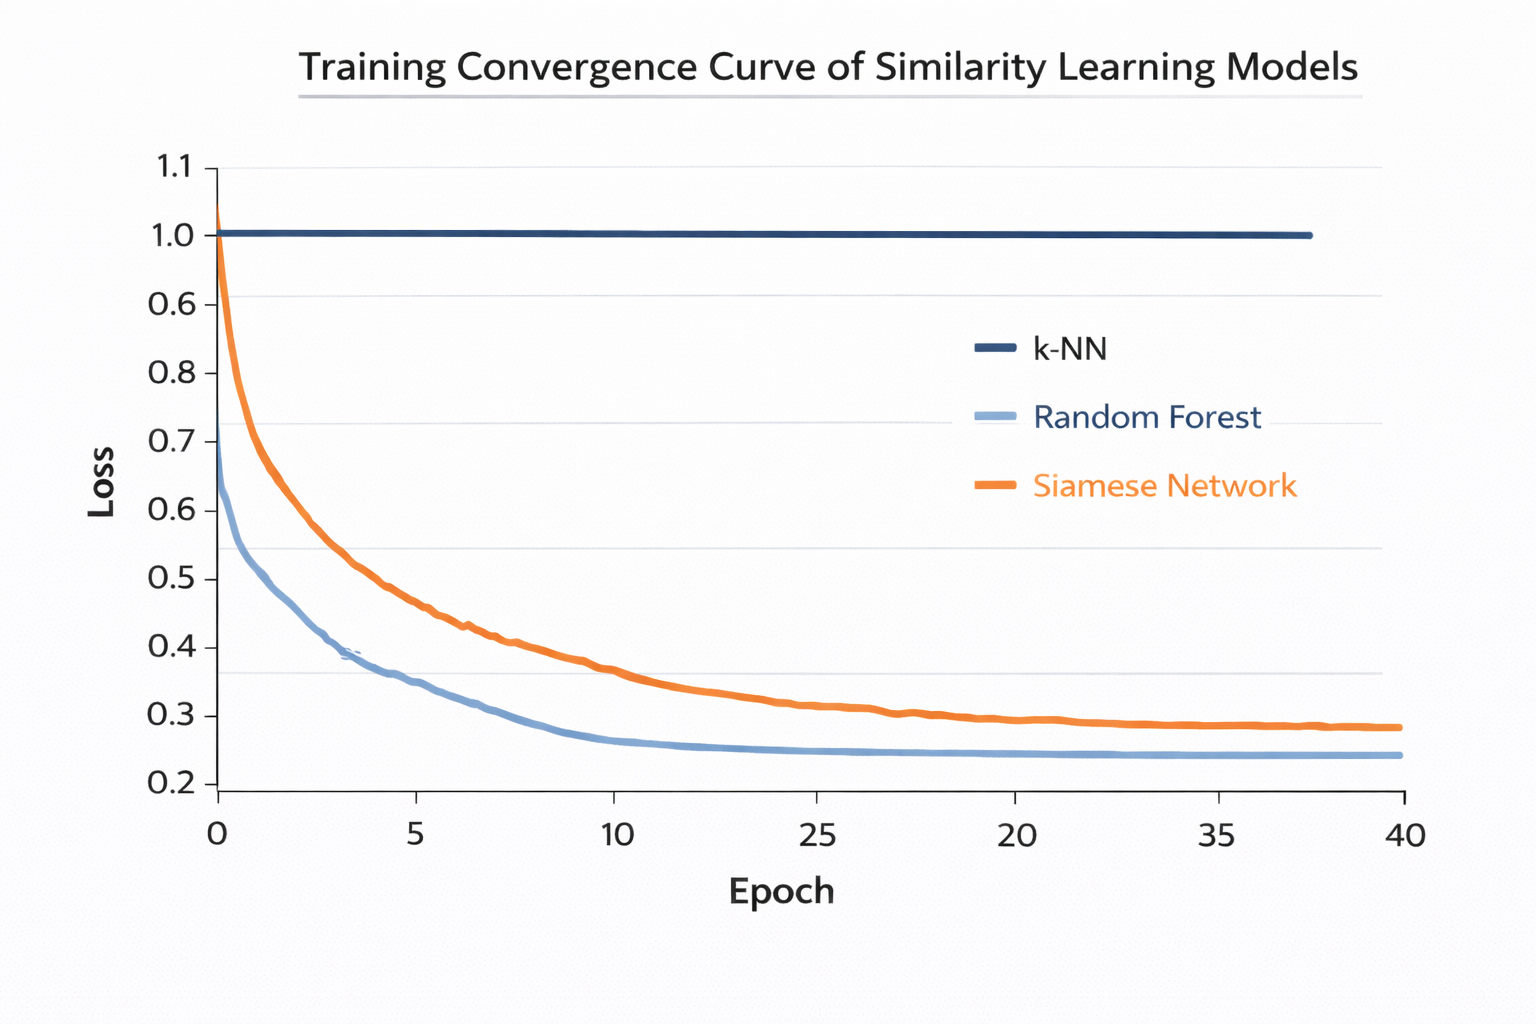 Training Convergence Curve of Similarity Learning Models
1.1
1.0
0.6
0.8
0.7
0.6
0.5
0.4
0.3
0.2
Loss
k-NN
Random Forest
Siamese Network
0 5 10 25 20 35 40
Epoch